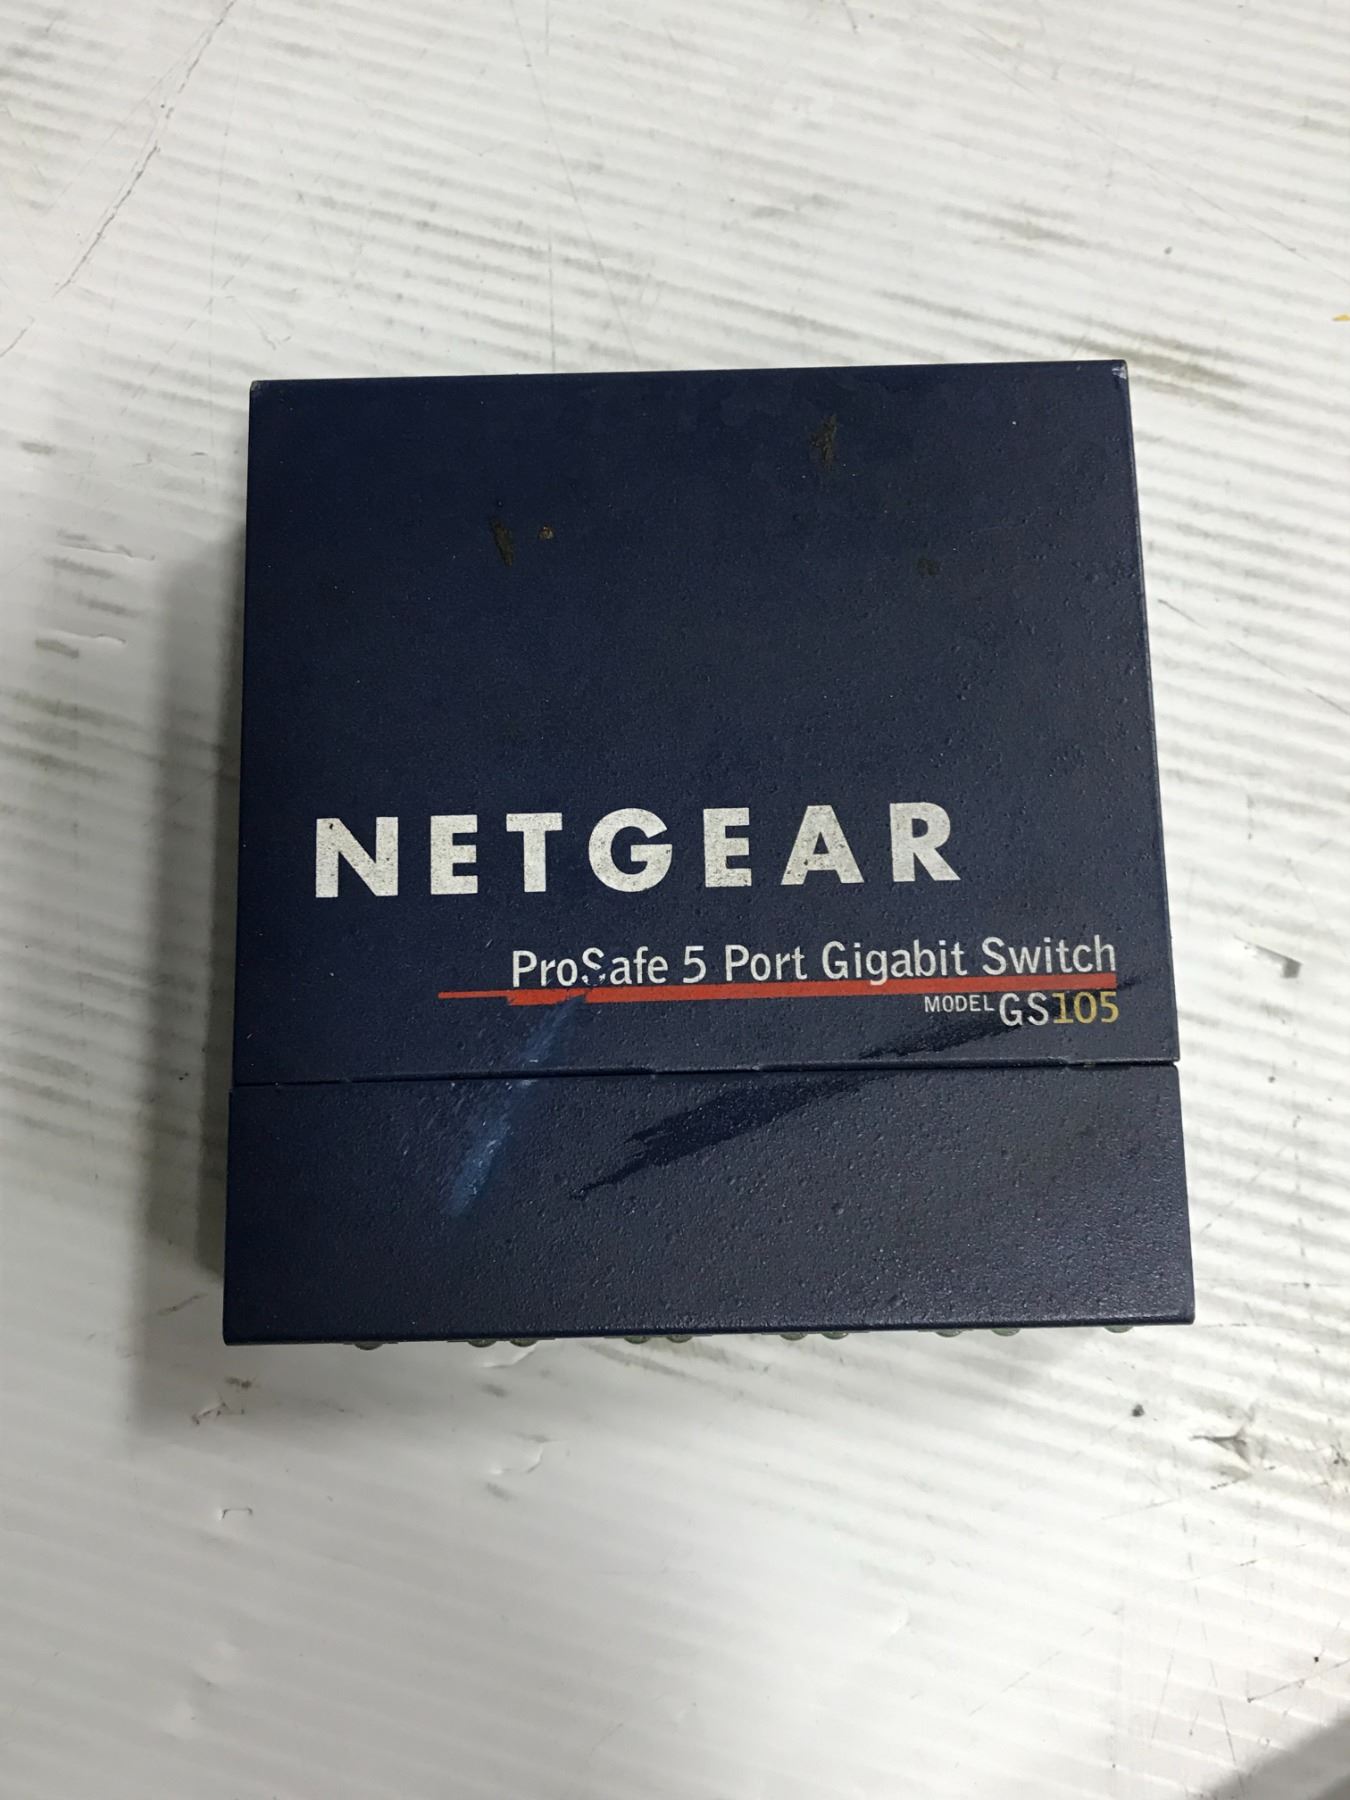 NETGEAR
ProSafe 5 Port Gigabit Switch
MODEL GS105